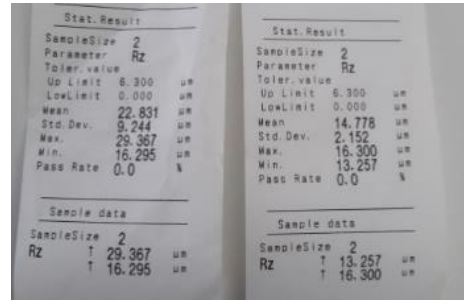 Stat. Result
SampleSize 2
Parameter Rz
Toler. value
Up Limit 6.300 um
LowLimit 0.000 um
Mean 22.831 um
Std. Dev. 9.244 um
Max. 29.367 um
Min. 16.295 um
Pass Rate 0.0 %
Sample data
SampleSize 2
Rz ↑ 29.367 um
↑ 16.295 um
Stat. Result
SampleSize 2
Parameter Rz
Toler. value
Up Limit 6.300 um
LowLimit 0.000 um
Mean 14.778 um
Std. Dev. 2.152 um
Max. 16.300 um
Min. 13.257 um
Pass Rate 0.0 %
Sample data
SampleSize 2
Rz ↑ 13.257 um
↑ 16.300 um